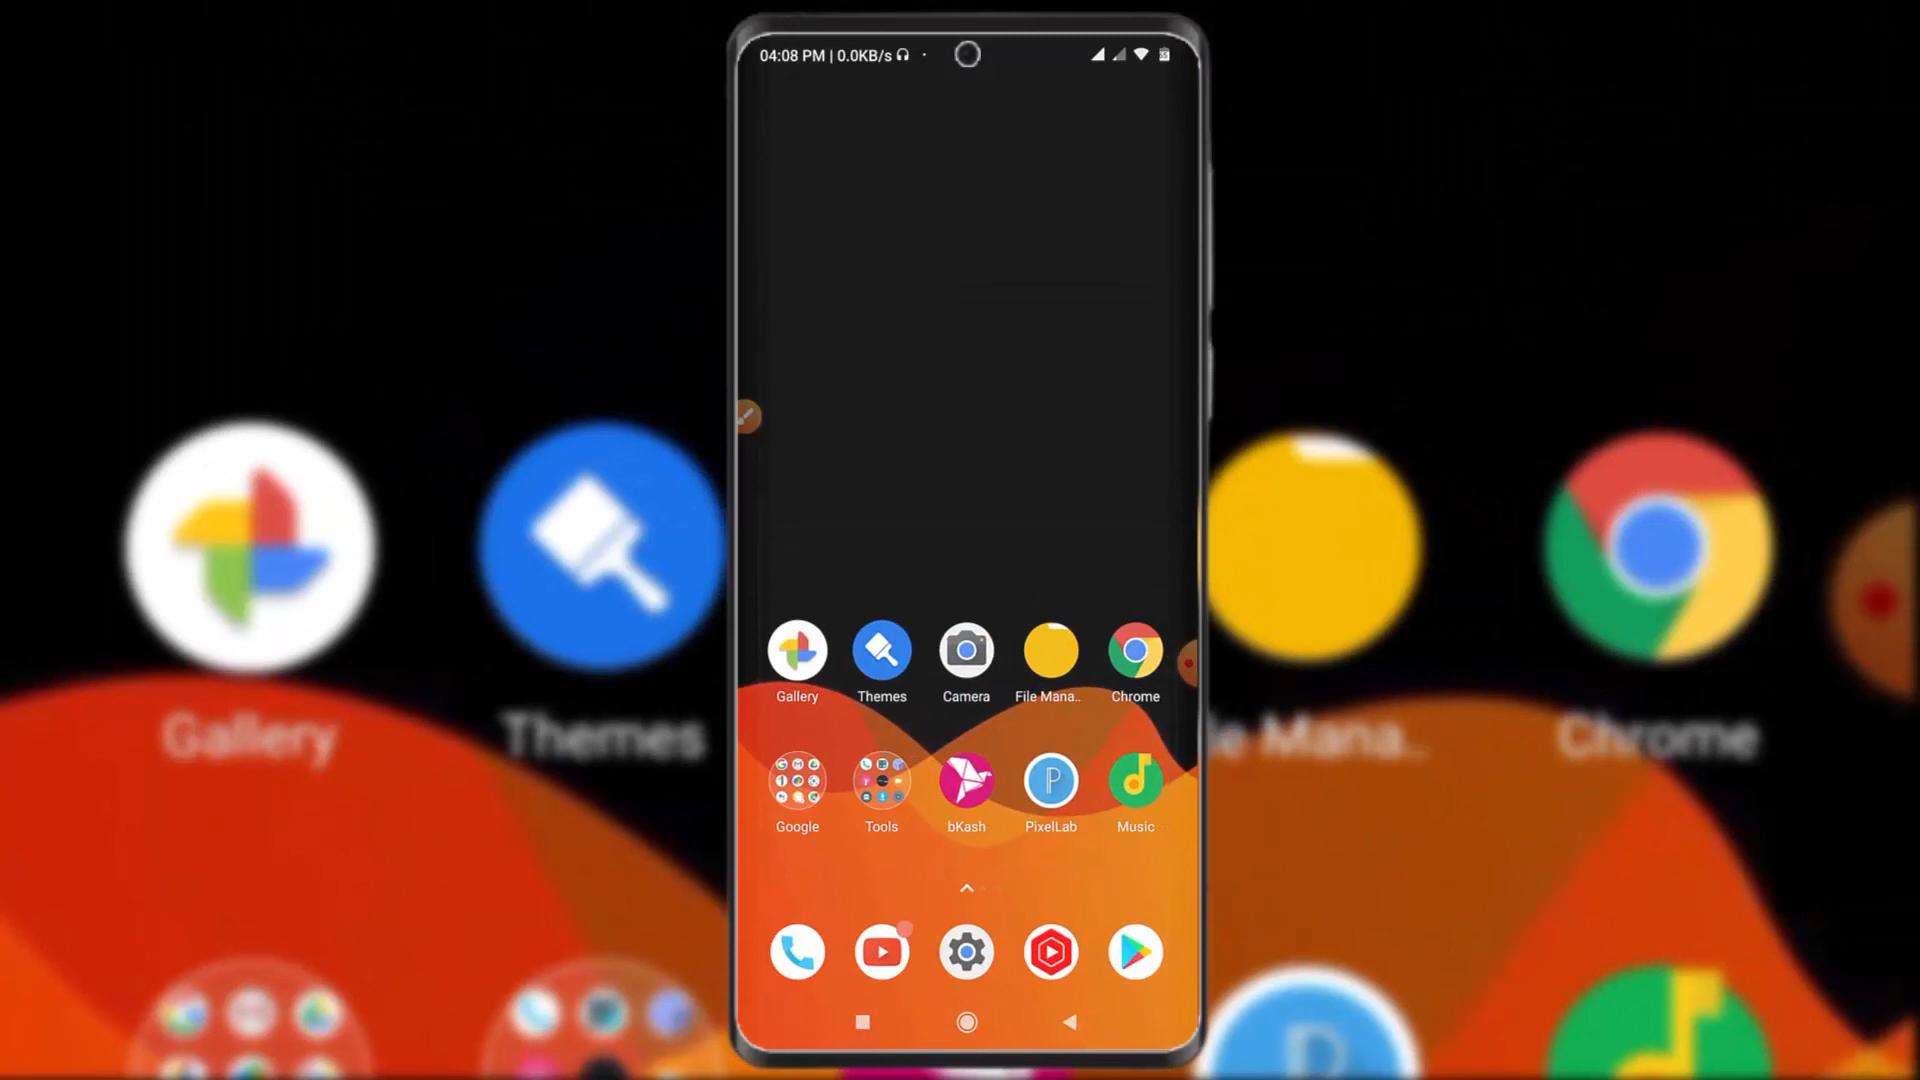 04:08 PM | 0.0KB/s
Gallery Themes Camera File Mana.. Chrome
Gallery Themes le Mana.. Chrome
Google Tools bKash PixelLab Music